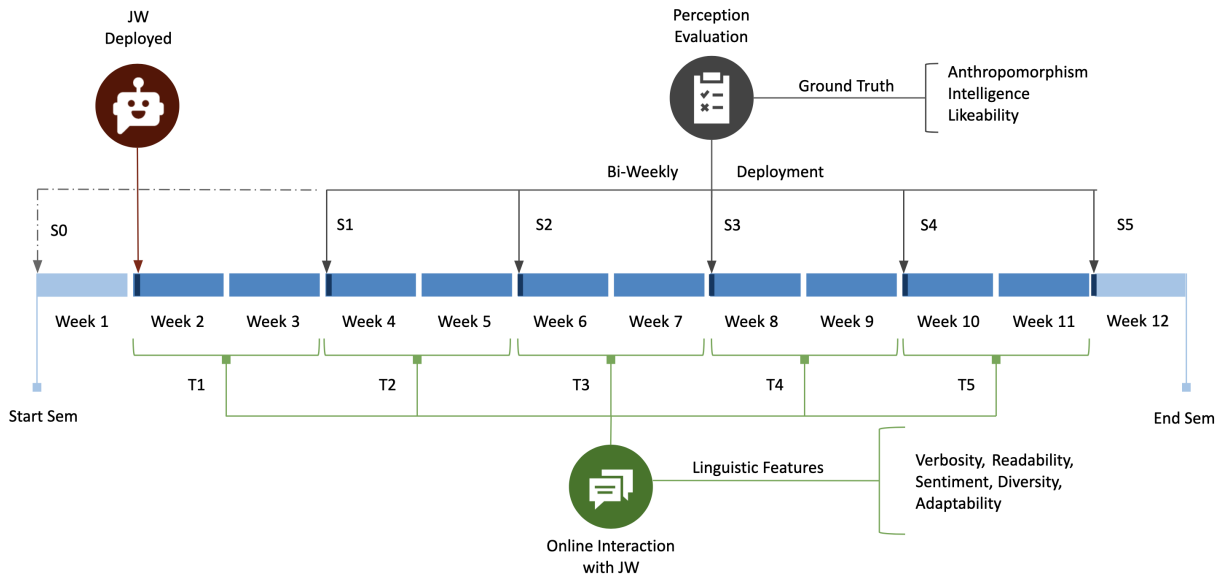 JW
Deployed
Perception
Evaluation
Ground Truth
Anthropomorphism
Intelligence
Likeability
Bi-Weekly Deployment
S0
S1
S2
S3
S4
S5
Week 1
Week 2
Week 3
Week 4
Week 5
Week 6
Week 7
Week 8
Week 9
Week 10
Week 11
Week 12
T1
T2
T3
T4
T5
Start Sem
End Sem
Linguistic Features
Verbosity, Readability,
Sentiment, Diversity,
Adaptability
Online Interaction
with JW